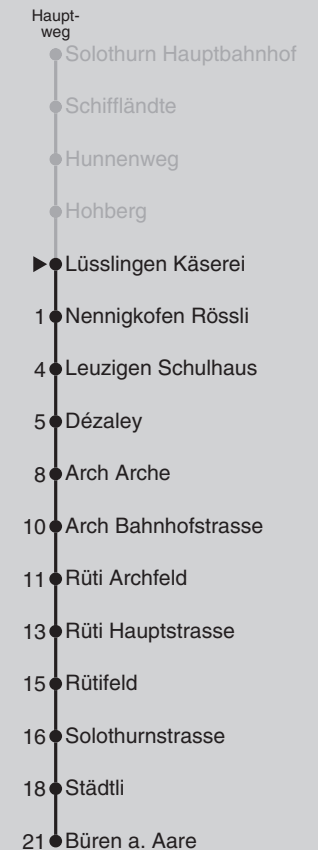 Haupt-
weg
Solothurn Hauptbahnhof
Schiffländte
Hunnenweg
Hohberg
Lüsslingen Käserei
1 Nennigkofen Rössli
4 Leuzigen Schulhaus
5 Dézaley
8 Arch Arche
10 Arch Bahnhofstrasse
11 Rüti Archfeld
13 Rüti Hauptstrasse
15 Rütifeld
16 Solothurnstrasse
18 Städtli
21 Büren a. Aare